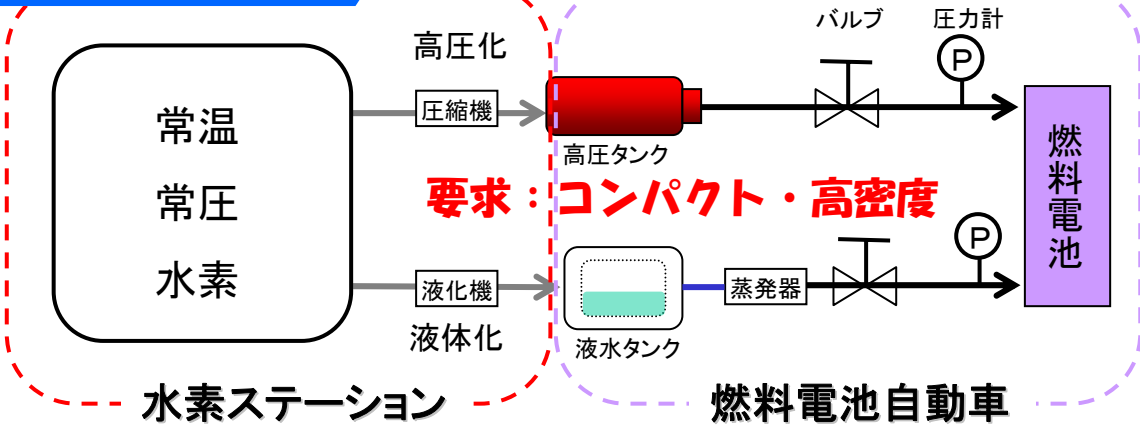 高圧化
バルブ
圧力計
P
圧縮機
常温
常圧
水素
高圧タンク
燃料電池
要求：コンパクト・高密度
P
液化機
蒸発器
液体化
液水タンク
水素ステーション
燃料電池自動車